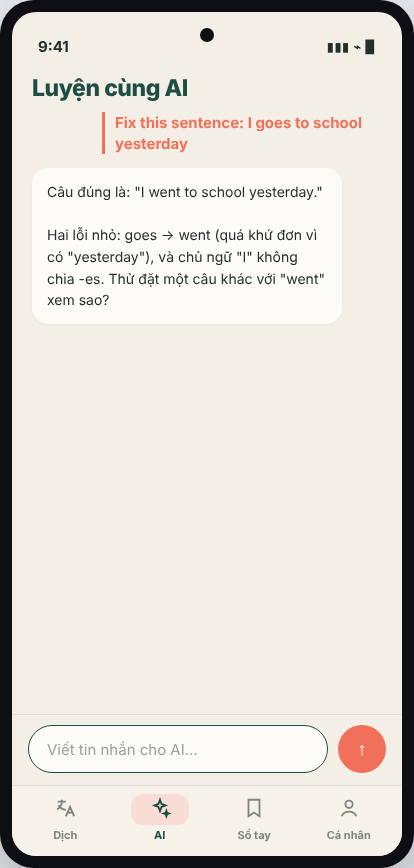 9:41
Luyện cùng AI
Fix this sentence: I goes to school
yesterday
Câu đúng là: "I went to school yesterday."
Hai lỗi nhỏ: goes → went (quá khứ đơn vì
có "yesterday"), và chủ ngữ "I" không
chia -es. Thử đặt một câu khác với "went"
xem sao?
Viết tin nhắn cho AI...
↑
Dịch
AI
Sổ tay
Cá nhân